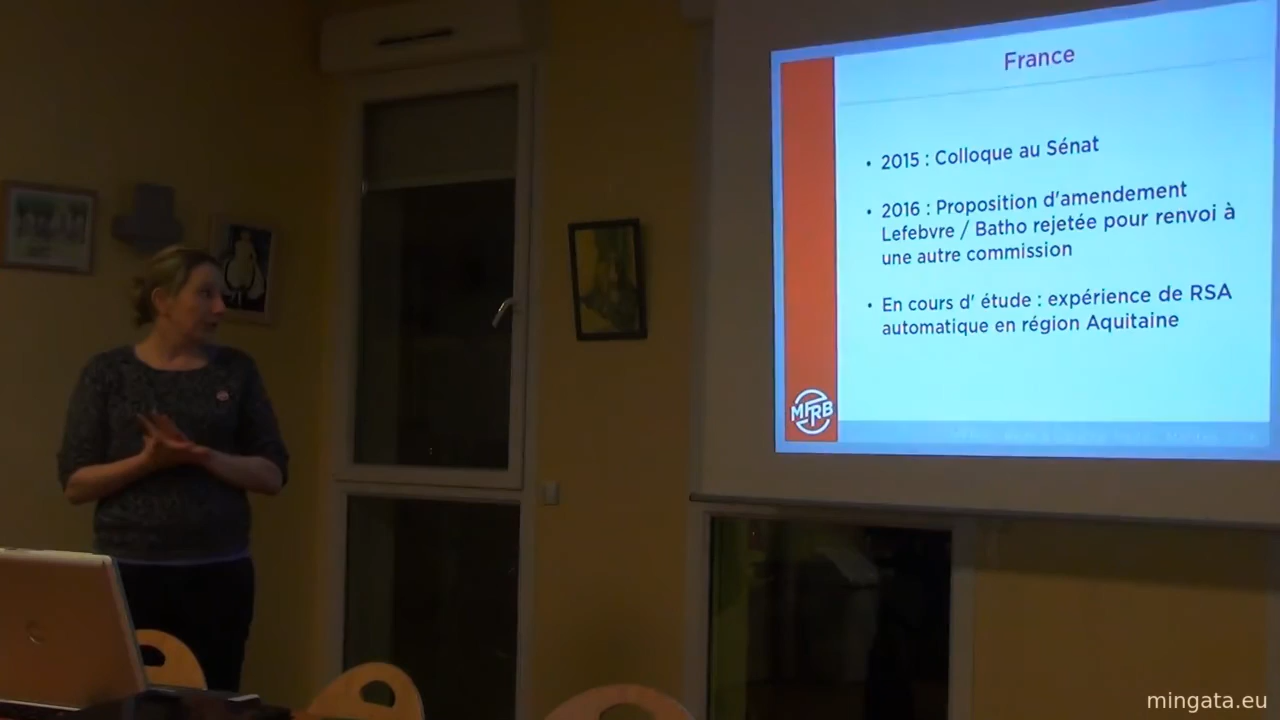 France
• 2015 : Colloque au Sénat
• 2016 : Proposition d'amendement
Lefebvre / Batho rejetée pour renvoi à
une autre commission
• En cours d' étude : expérience de RSA
automatique en région Aquitaine
MFRB
mingata.eu